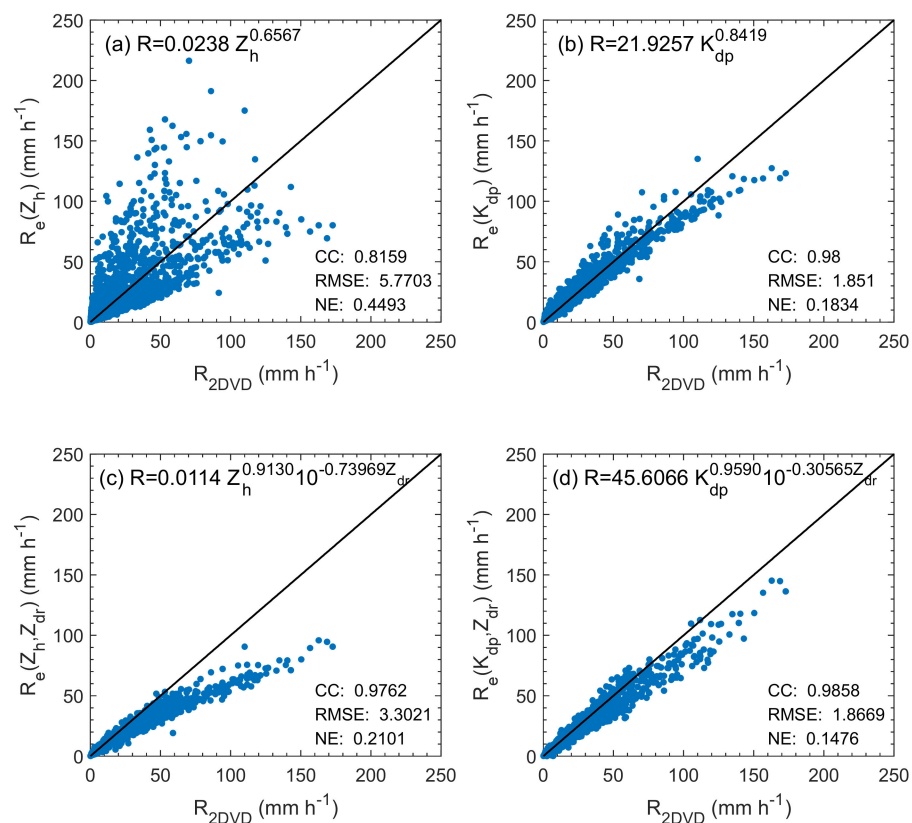 (a) R=0.0238 Z_h^0.6567
250
200
150
100
50
0
R_e(Z_h) (mm h^-1)
CC: 0.8159
RMSE: 5.7703
NE: 0.4493
0 50 100 150 200 250
R_2DVD (mm h^-1)
(b) R=21.9257 K_dp^0.8419
250
200
150
100
50
0
R_e(K_dp) (mm h^-1)
CC: 0.98
RMSE: 1.851
NE: 0.1834
0 50 100 150 200 250
R_2DVD (mm h^-1)
(c) R=0.0114 Z_h^0.9130 10^-0.73969Z_dr
250
200
150
100
50
0
R_e(Z_h,Z_dr) (mm h^-1)
CC: 0.9762
RMSE: 3.3021
NE: 0.2101
0 50 100 150 200 250
R_2DVD (mm h^-1)
(d) R=45.6066 K_dp^0.9590 10^-0.30565Z_dr
250
200
150
100
50
0
R_e(K_dp,Z_dr) (mm h^-1)
CC: 0.9858
RMSE: 1.8669
NE: 0.1476
0 50 100 150 200 250
R_2DVD (mm h^-1)